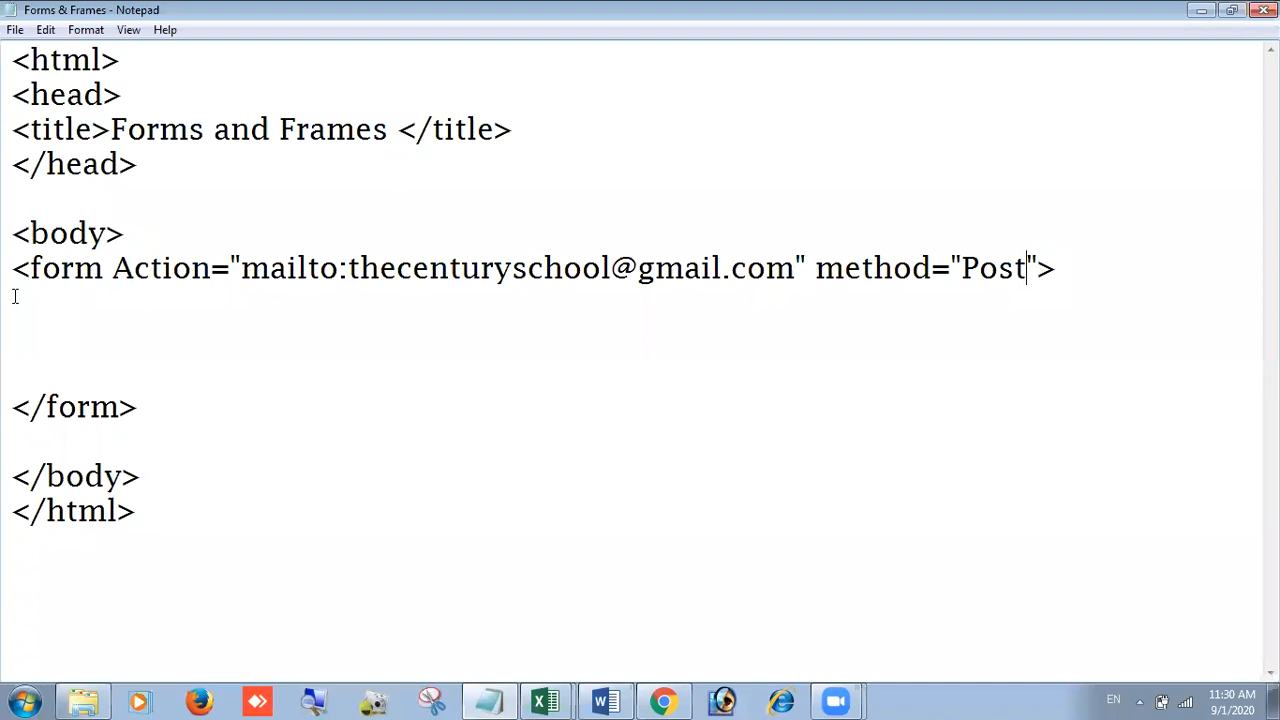 Forms & Frames - Notepad
File Edit Format View Help
<html>
<head>
<title>Forms and Frames </title>
</head>
<body>
<form Action="mailto:thecenturyschool@gmail.com" method="Post">
</form>
</body>
</html>
EN
11:30 AM
9/1/2020